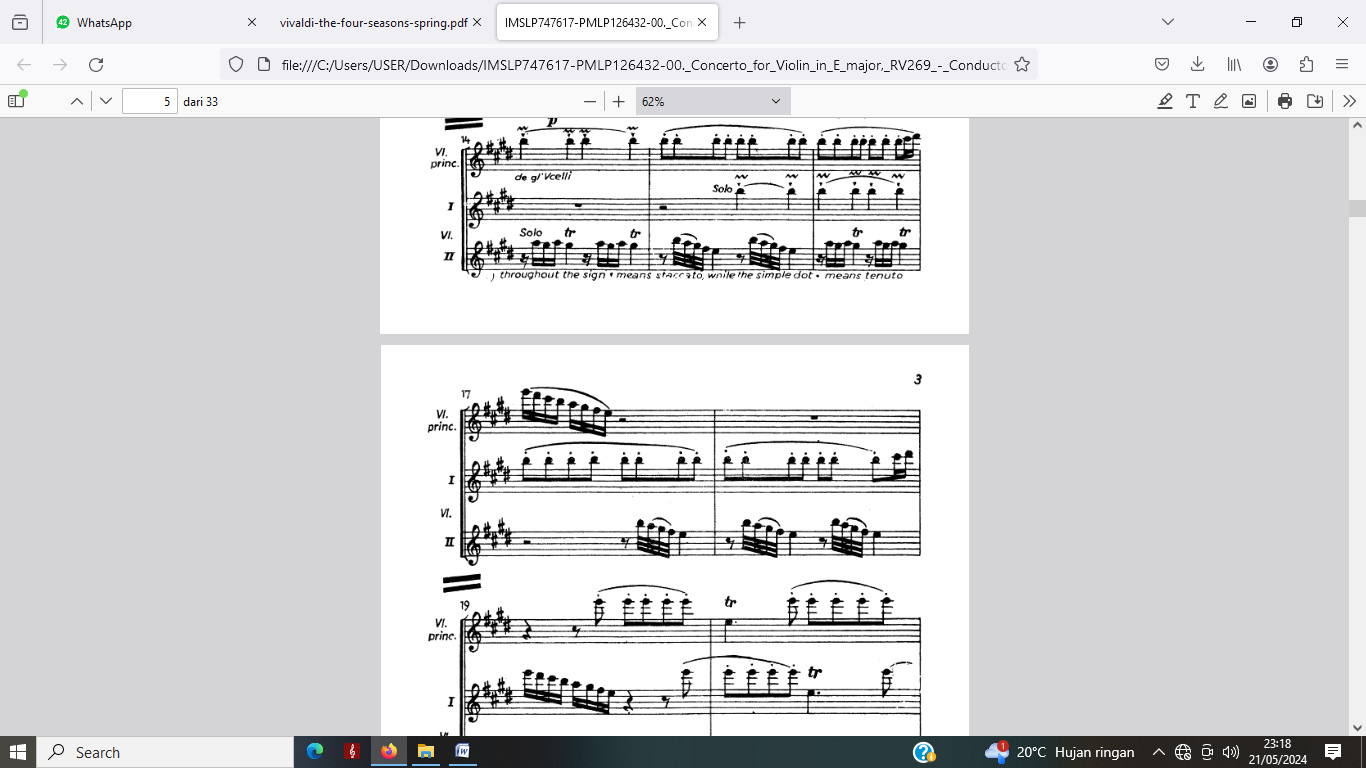 WhatsApp
vivaldi-the-four-seasons-spring.pdf
IMSLP747617-PMLP126432-00._Con
file:///C:/Users/USER/Downloads/IMSLP747617-PMLP126432-00._Concerto_for_Violin_in_E_major,_RV269_-_Conducto
5 dari 33
62%
p
14
Vl.
princ.
de gl'Vcelli
Solo
I
Vl.
Solo tr tr tr tr
II
.) throughout the sign ▾ means staccato, while the simple dot • means tenuto
3
17
Vl.
princ.
I
Vl.
II
19
Vl.
princ.
tr
tr
I
Search
20°C Hujan ringan
23:18
21/05/2024